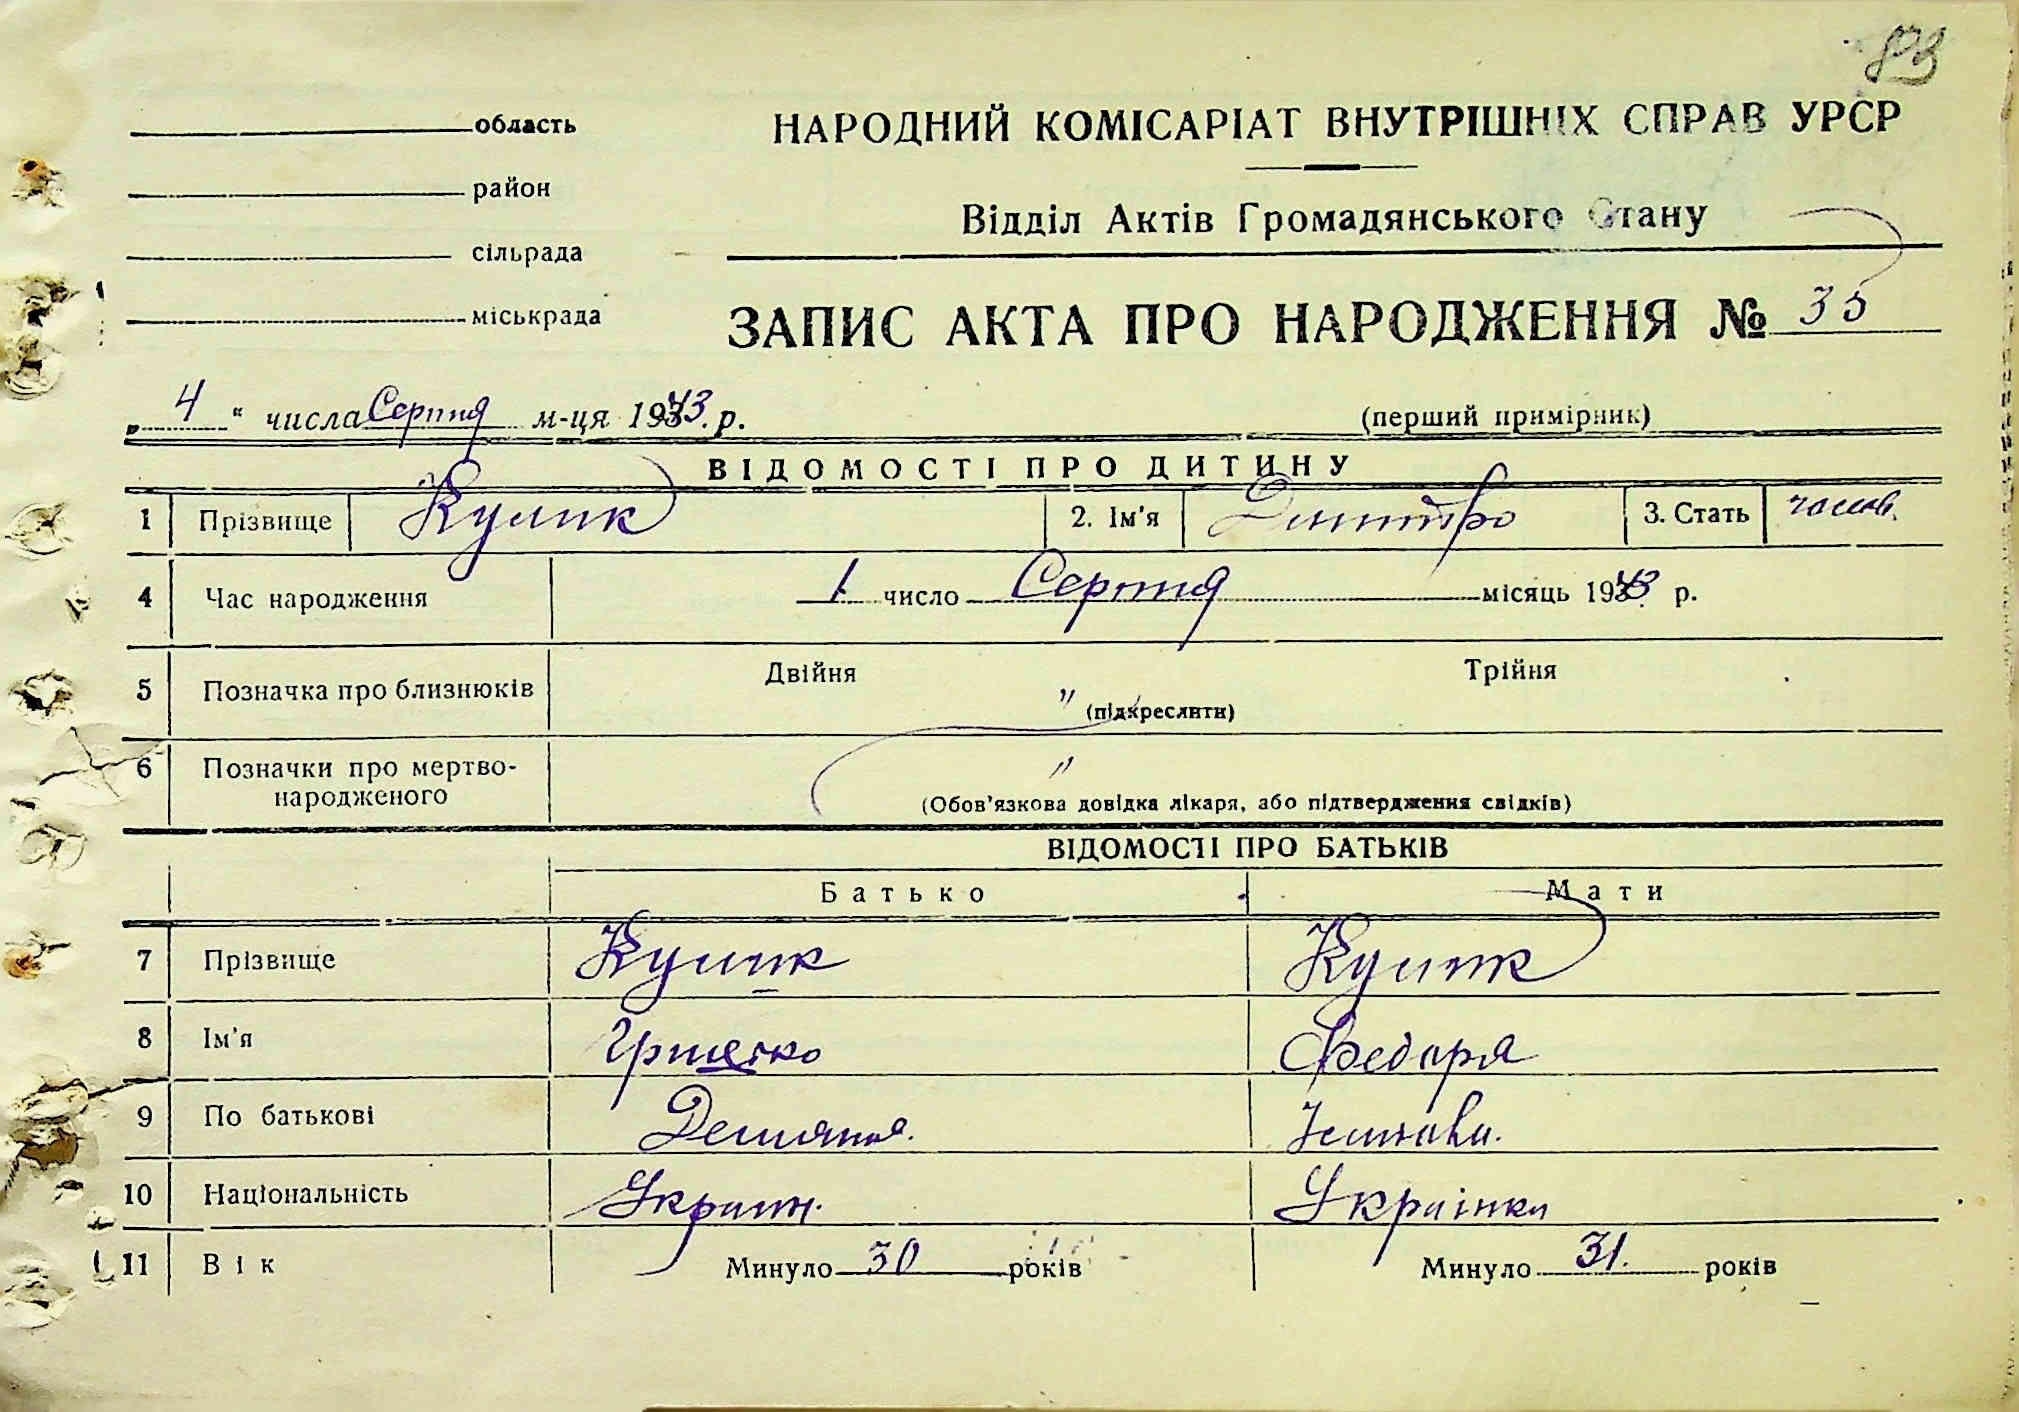 83
область
НАРОДНИЙ КОМІСАРІАТ ВНУТРІШНІХ СПРАВ УРСР
район
Відділ Актів Громадянського Стану
сільрада
міськрада
ЗАПИС АКТА ПРО НАРОДЖЕННЯ № 35
„ 4 “ числа Серпня м-ця 1943. р.
(перший примірник)
ВІДОМОСТІ ПРО ДИТИНУ
1 Прізвище Кулик 2. Ім'я Дмитро 3. Стать чолов.
4 Час народження 1 число Серпня місяць 1943 р.
5 Позначка про близнюків Двійня Трійня
" (підкреслити)
6 Позначки про мертво-
народженого "
(Обов'язкова довідка лікаря, або підтвердження свідків)
ВІДОМОСТІ ПРО БАТЬКІВ
Батько Мати
7 Прізвище Кулик Кулик
8 Ім'я Гришко Федора
9 По батькові Демянов.
10 Національність Украин. Украінка
11 Вік Минуло 30 років Минуло 31. років